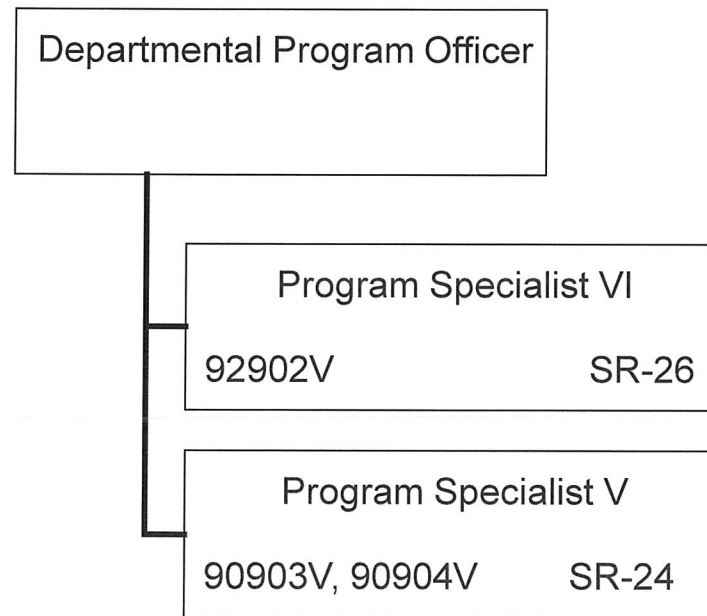 Departmental Program Officer
Program Specialist VI
92902V SR-26
Program Specialist V
90903V, 90904V SR-24